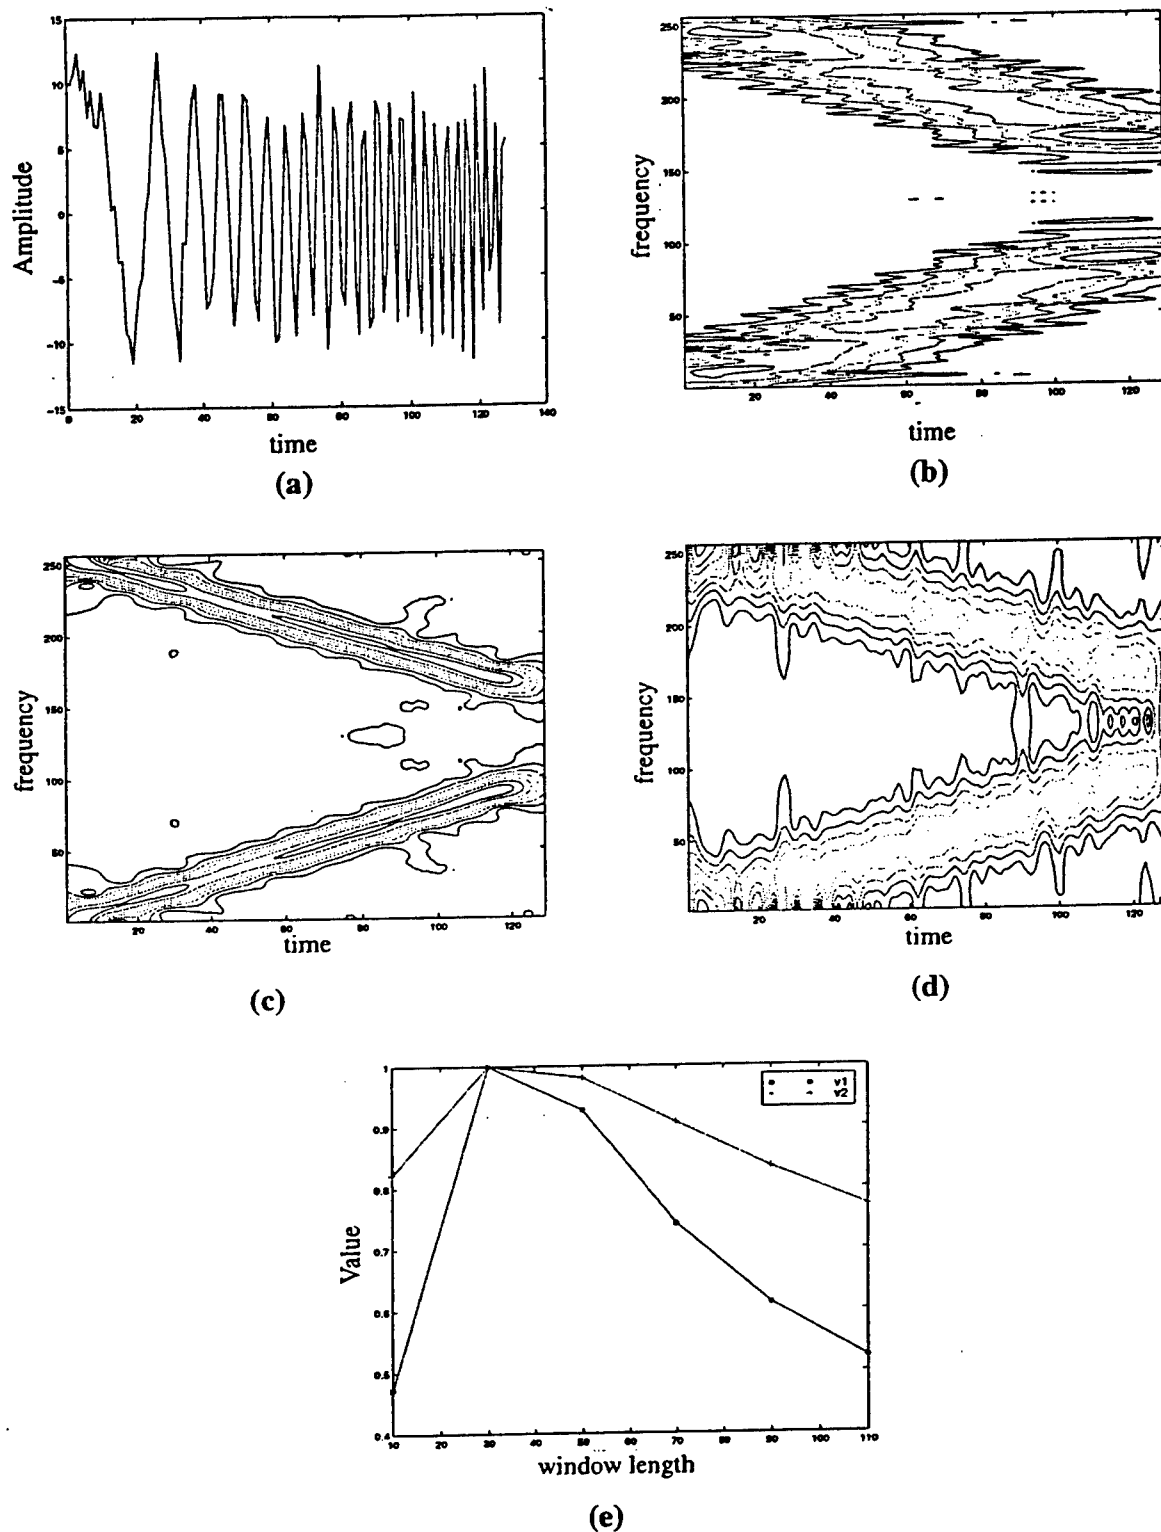 15
10
5
0
-5
-10
-15
0 20 40 60 80 100 120 140
Amplitude
time
(a)
250
200
150
100
50
20 40 60 80 100 120
frequency
time
(b)
250
200
150
100
50
20 40 60 80 100 120
frequency
time
(c)
250
200
150
100
50
20 40 60 80 100 120
frequency
time
(d)
1
0.9
0.8
0.7
0.6
0.5
0.4
10 20 30 40 50 60 70 80 90 100 110
v1
v2
Value
window length
(e)